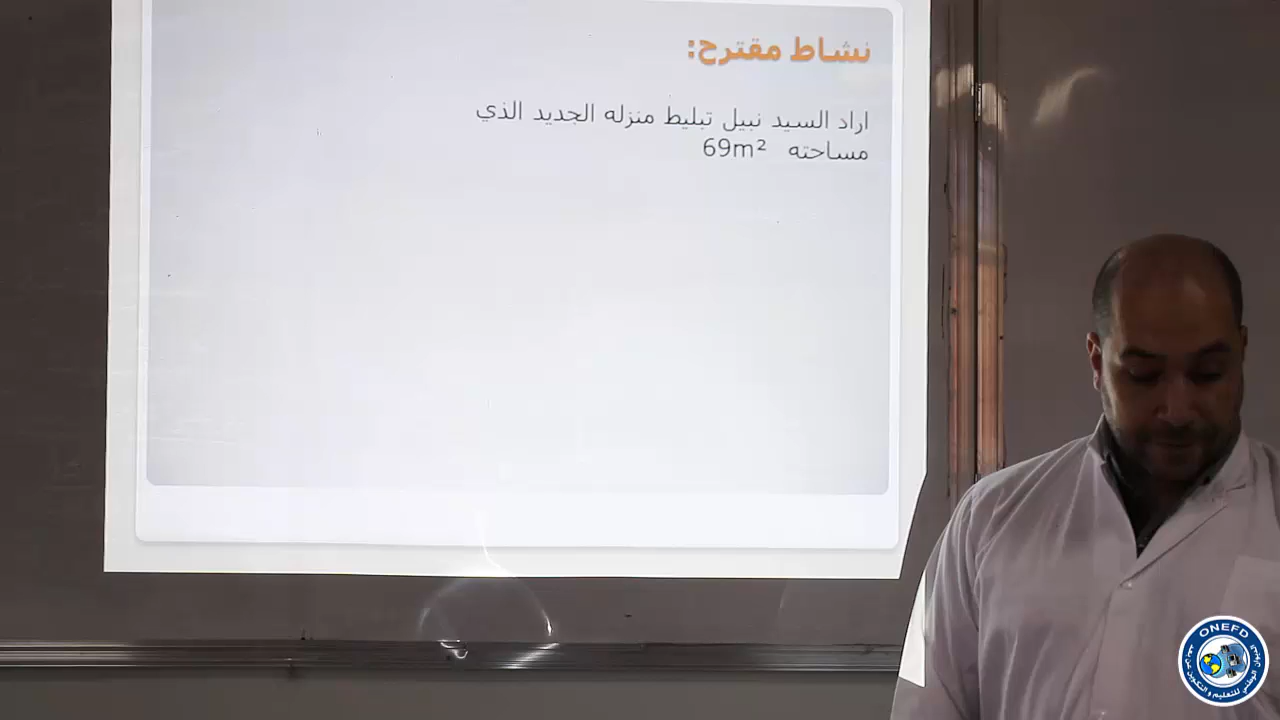 نشاط مقترح:
اراد السيد نبيل تبليط منزله الجديد الذي
مساحته 69m²
ONEFD